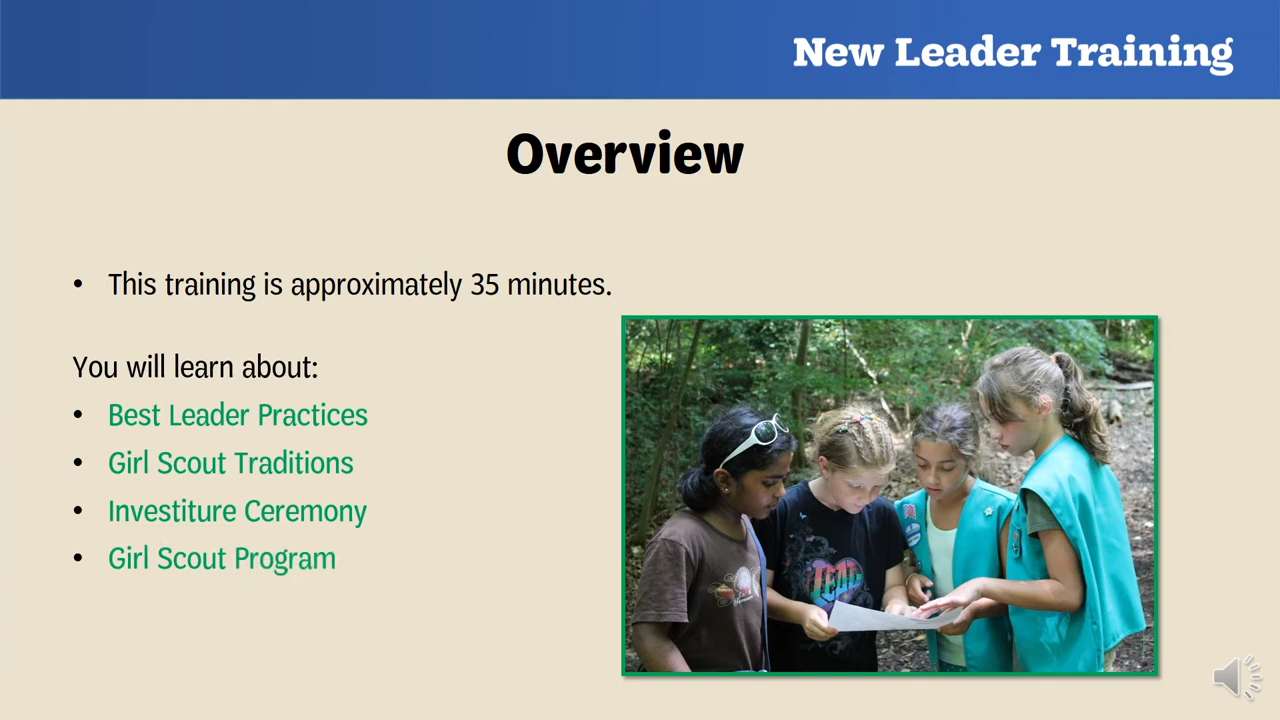 New Leader Training
Overview
• This training is approximately 35 minutes.
You will learn about:
• Best Leader Practices
• Girl Scout Traditions
• Investiture Ceremony
• Girl Scout Program